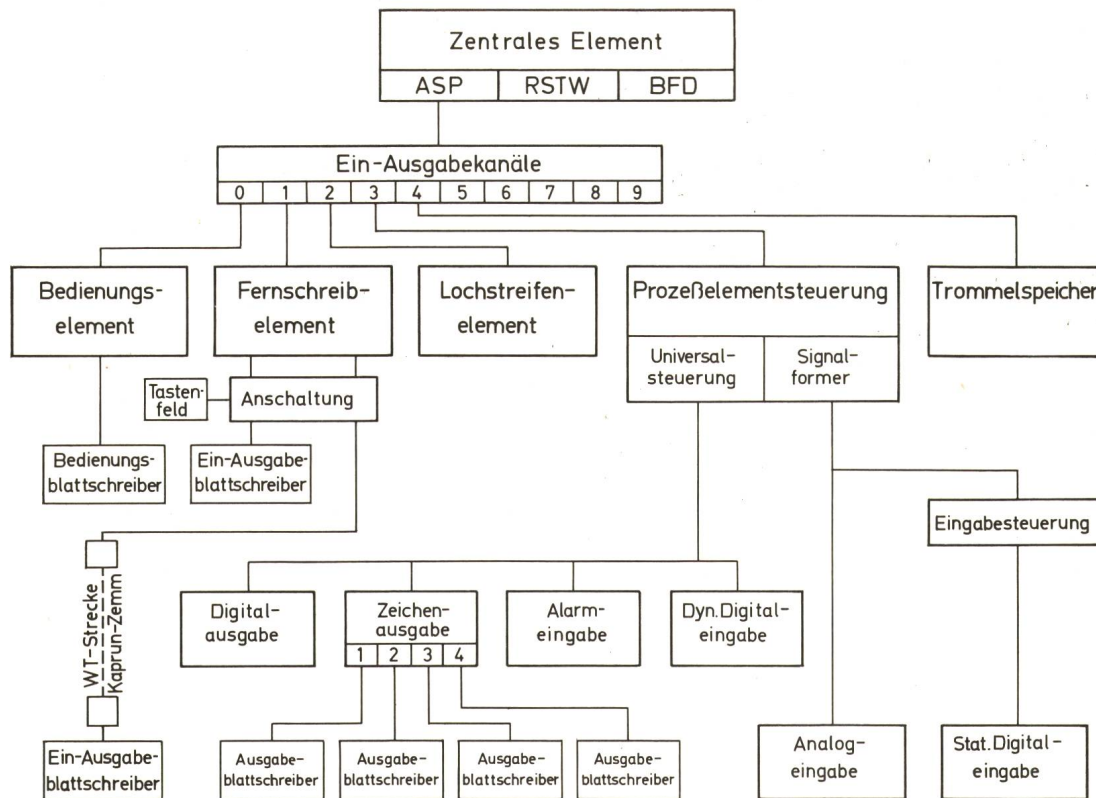 Zentrales Element
ASP RSTW BFD
Ein-Ausgabekanäle
0 1 2 3 4 5 6 7 8 9
Bedienungs-
element
Fernschreib-
element
Lochstreifen-
element
Prozeßelementsteuerung
Universal-
steuerung
Signal-
former
Trommelspeicher
Tasten-
feld
Anschaltung
Bedienungs-
blattschreiber
Ein-Ausgabe-
blattschreiber
Eingabesteuerung
WT-Strecke
Kaprun-Zemm
Digital-
ausgabe
Zeichen-
ausgabe
1 2 3 4
Alarm-
eingabe
Dyn. Digital-
eingabe
Ein-Ausgabe-
blattschreiber
Ausgabe-
blattschreiber
Ausgabe-
blattschreiber
Ausgabe-
blattschreiber
Ausgabe-
blattschreiber
Analog-
eingabe
Stat. Digital-
eingabe